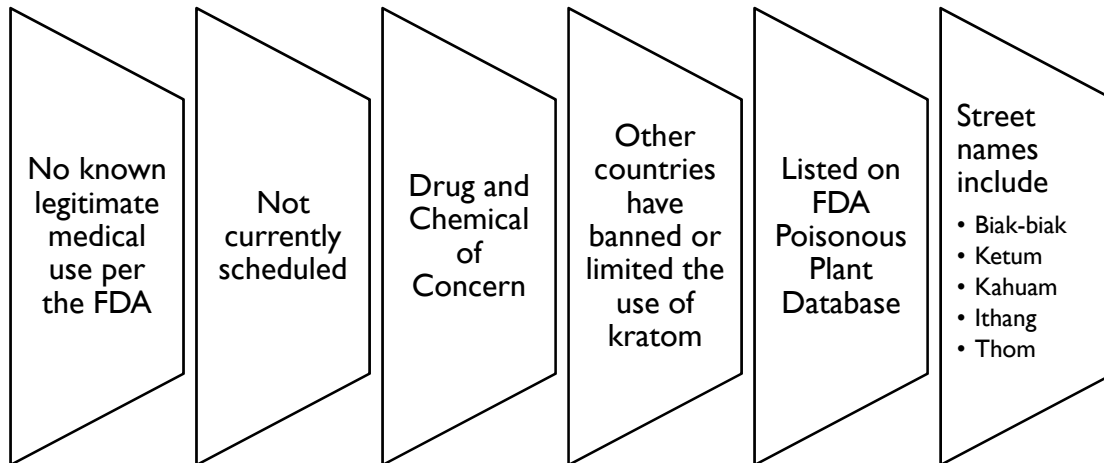 No known
legitimate
medical
use per
the FDA
Not
currently
scheduled
Drug and
Chemical
of
Concern
Other
countries
have
banned or
limited the
use of
kratom
Listed on
FDA
Poisonous
Plant
Database
Street
names
include
• Biak-biak
• Ketum
• Kahuam
• Ithang
• Thom